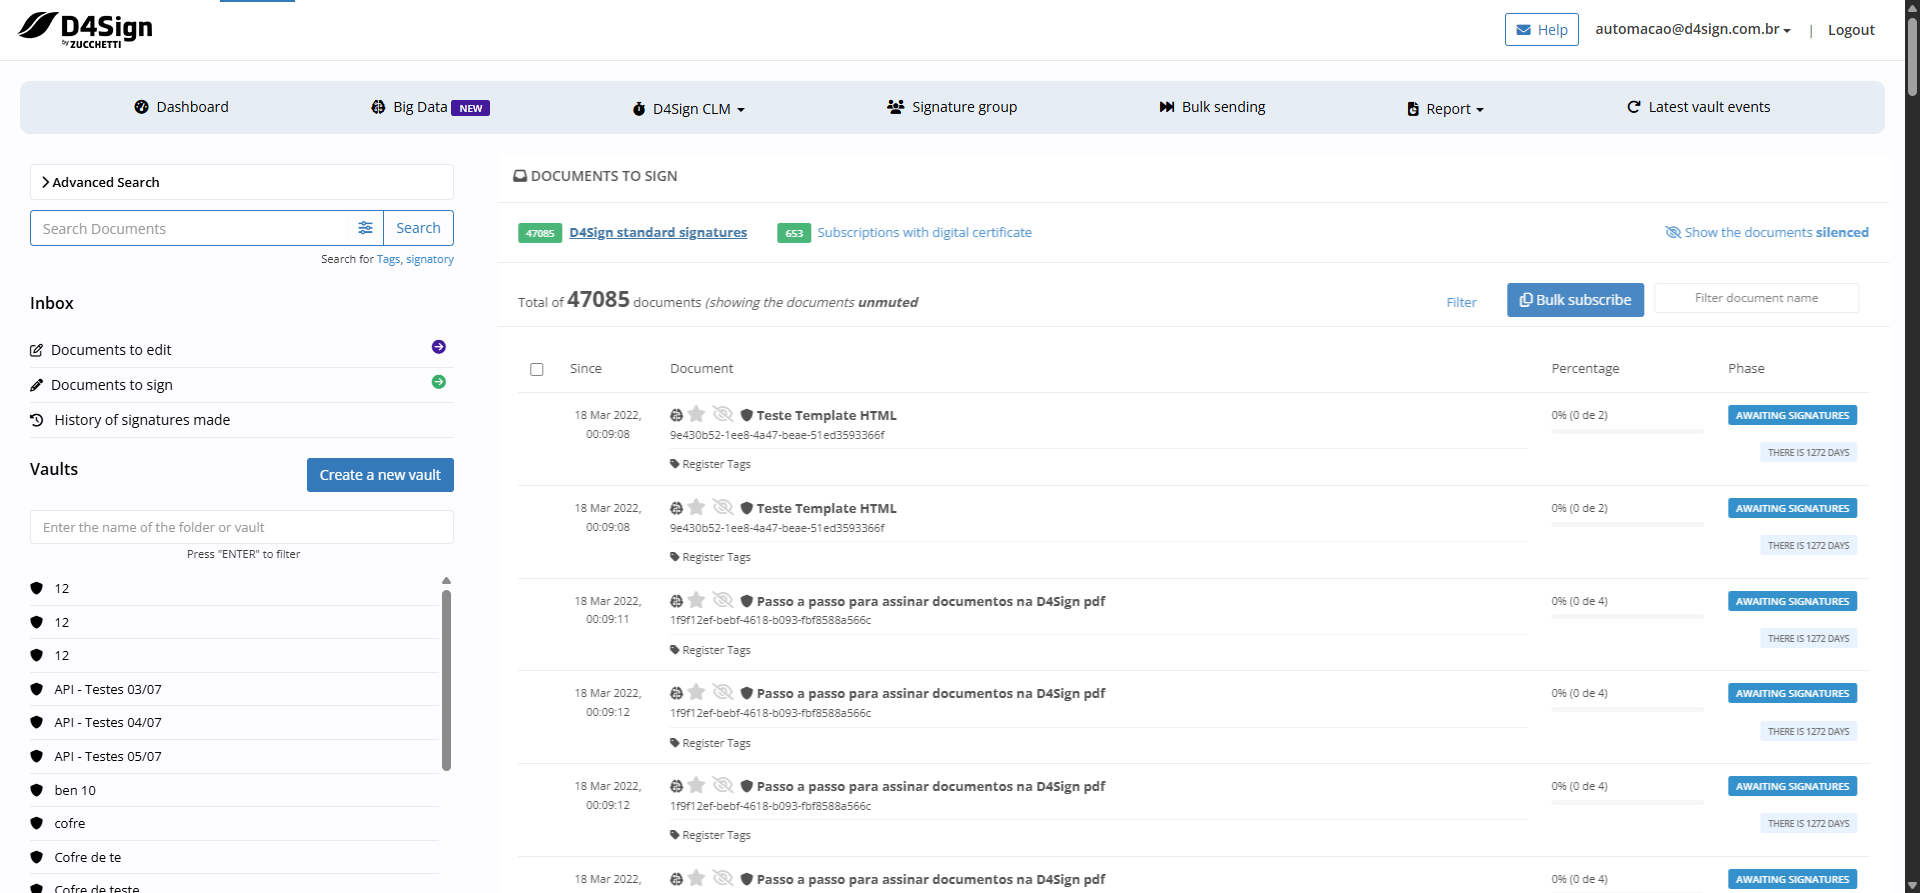 D4Sign
by ZUCCHETTI
Help
automacao@d4sign.com.br
|
Logout
Dashboard
Big Data NEW
D4Sign CLM
Signature group
Bulk sending
Report
Latest vault events
Advanced Search
Search Documents
Search
Search for Tags, signatory
Inbox
Documents to edit
Documents to sign
History of signatures made
Vaults
Create a new vault
Enter the name of the folder or vault
Press "ENTER" to filter
12
12
12
API - Testes 03/07
API - Testes 04/07
API - Testes 05/07
ben 10
cofre
Cofre de te
Cofre de teste
DOCUMENTS TO SIGN
47085 D4Sign standard signatures
653 Subscriptions with digital certificate
Show the documents silenced
Total of 47085 documents (showing the documents unmuted
Filter
Bulk subscribe
Filter document name
Since Document Percentage Phase
18 Mar 2022,
00:09:08
Teste Template HTML
9e430b52-1ee8-4a47-beae-51ed3593366f
Register Tags
0% (0 de 2)
AWAITING SIGNATURES
THERE IS 1272 DAYS
18 Mar 2022,
00:09:08
Teste Template HTML
9e430b52-1ee8-4a47-beae-51ed3593366f
Register Tags
0% (0 de 2)
AWAITING SIGNATURES
THERE IS 1272 DAYS
18 Mar 2022,
00:09:11
Passo a passo para assinar documentos na D4Sign pdf
1f9f12ef-bebf-4618-b093-fbf8588a566c
Register Tags
0% (0 de 4)
AWAITING SIGNATURES
THERE IS 1272 DAYS
18 Mar 2022,
00:09:12
Passo a passo para assinar documentos na D4Sign pdf
1f9f12ef-bebf-4618-b093-fbf8588a566c
Register Tags
0% (0 de 4)
AWAITING SIGNATURES
THERE IS 1272 DAYS
18 Mar 2022,
00:09:12
Passo a passo para assinar documentos na D4Sign pdf
1f9f12ef-bebf-4618-b093-fbf8588a566c
Register Tags
0% (0 de 4)
AWAITING SIGNATURES
THERE IS 1272 DAYS
18 Mar 2022,
Passo a passo para assinar documentos na D4Sign pdf
0% (0 de 4)
AWAITING SIGNATURES